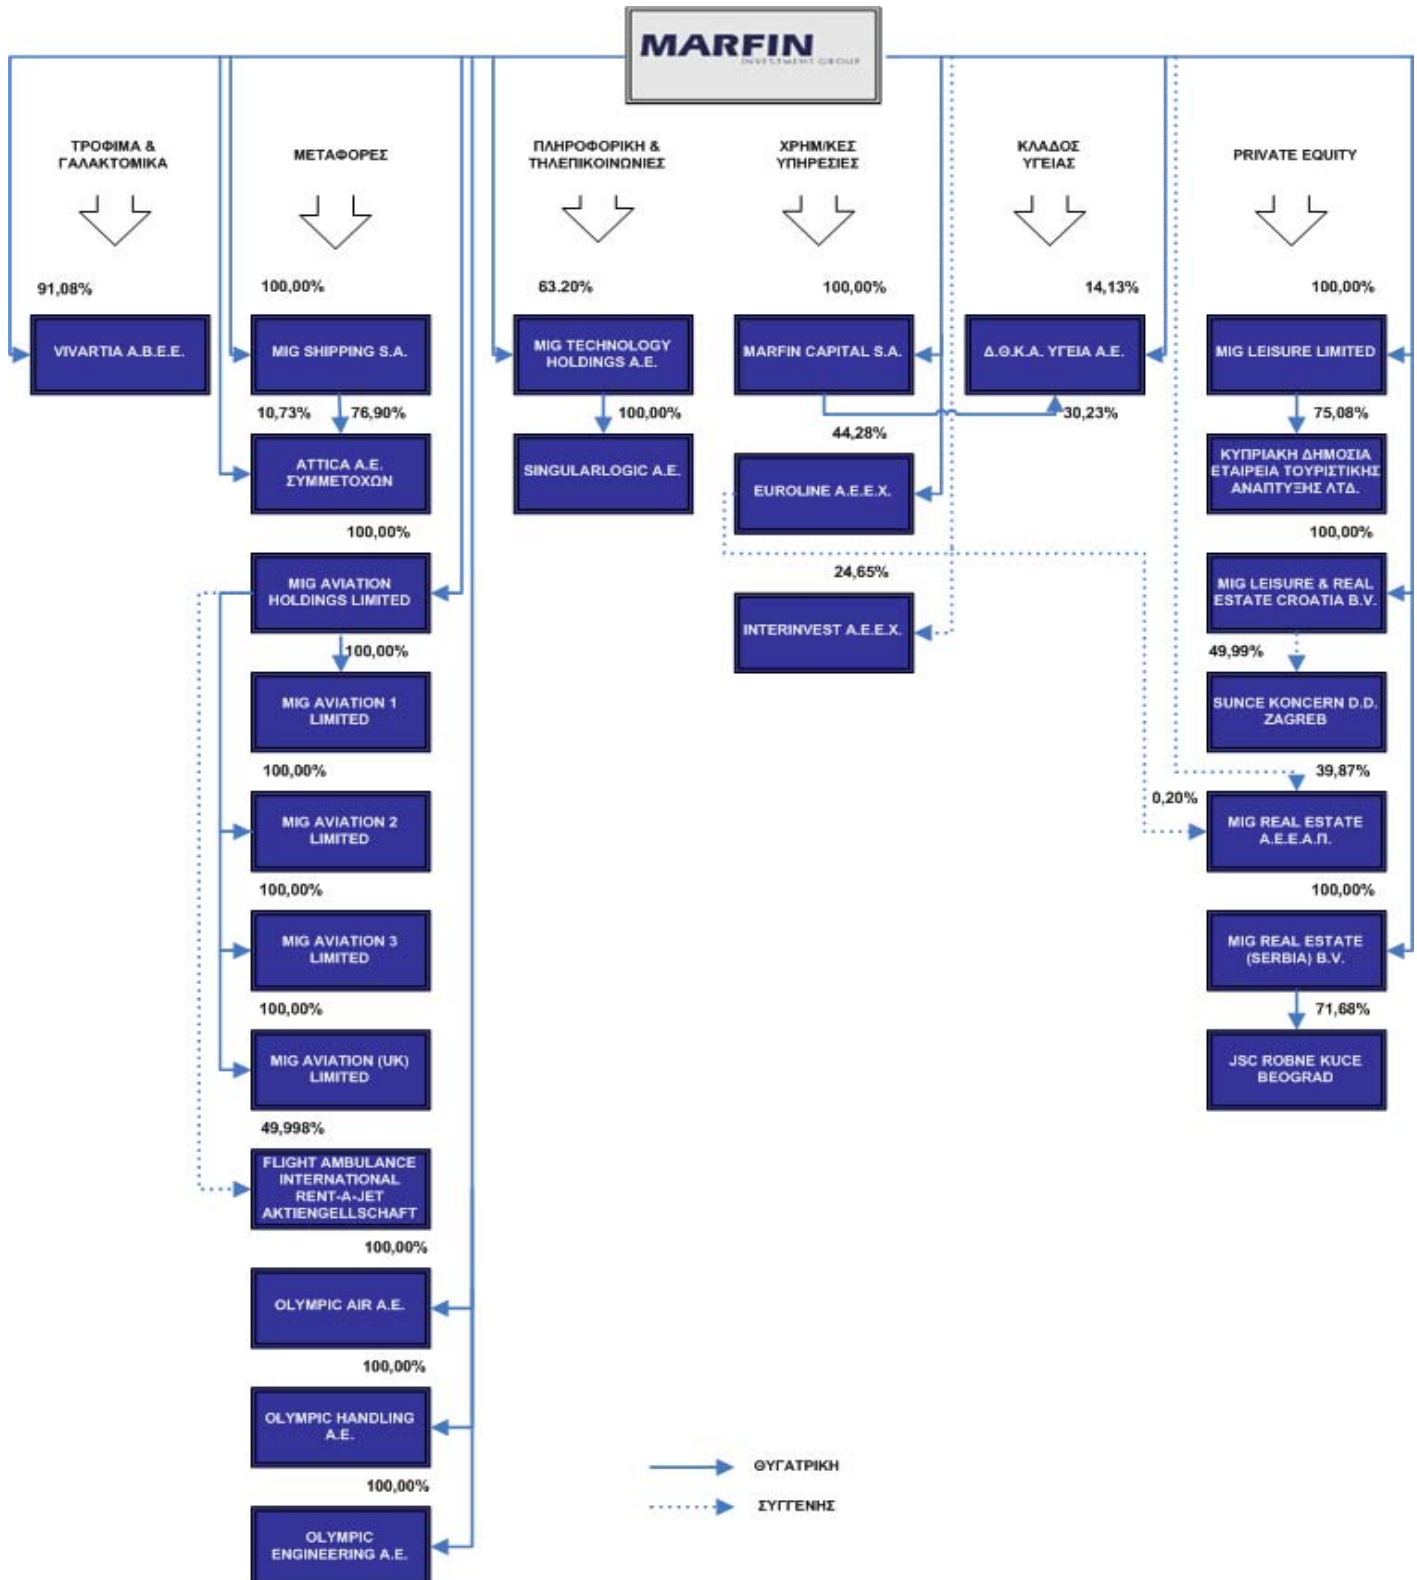 MARFIN
INVESTMENT GROUP
ΤΡΟΦΙΜΑ &
ΓΑΛΑΚΤΟΜΙΚΑ
ΜΕΤΑΦΟΡΕΣ
ΠΛΗΡΟΦΟΡΙΚΗ &
ΤΗΛΕΠΙΚΟΙΝΩΝΙΕΣ
ΧΡΗΜ/ΚΕΣ
ΥΠΗΡΕΣΙΕΣ
ΚΛΑΔΟΣ
ΥΓΕΙΑΣ
PRIVATE EQUITY
91,08%
100,00%
63.20%
100,00%
14,13%
100,00%
VIVARTIA Α.Β.Ε.Ε.
MIG SHIPPING S.A.
MIG TECHNOLOGY
HOLDINGS A.E.
MARFIN CAPITAL S.A.
Δ.Θ.Κ.Α. ΥΓΕΙΑ Α.Ε.
MIG LEISURE LIMITED
10,73%
76,90%
100,00%
44,28%
30,23%
75,08%
ATTICA A.E.
ΣΥΜΜΕΤΟΧΩΝ
SINGULARLOGIC A.E.
EUROLINE A.E.E.X.
ΚΥΠΡΙΑΚΗ ΔΗΜΟΣΙΑ
ΕΤΑΙΡΕΙΑ ΤΟΥΡΙΣΤΙΚΗΣ
ΑΝΑΠΤΥΞΗΣ ΛΤΔ.
100,00%
24,65%
100,00%
MIG AVIATION
HOLDINGS LIMITED
INTERINVEST A.E.E.X.
MIG LEISURE & REAL
ESTATE CROATIA B.V.
100,00%
49,99%
MIG AVIATION 1
LIMITED
SUNCE KONCERN D.D.
ZAGREB
100,00%
39,87%
0,20%
MIG AVIATION 2
LIMITED
MIG REAL ESTATE
Α.Ε.Ε.Α.Π.
100,00%
100,00%
MIG AVIATION 3
LIMITED
MIG REAL ESTATE
(SERBIA) B.V.
100,00%
71,68%
MIG AVIATION (UK)
LIMITED
JSC ROBNE KUCE
BEOGRAD
49,998%
FLIGHT AMBULANCE
INTERNATIONAL
RENT-A-JET
AKTIENGELLSCHAFT
100,00%
OLYMPIC AIR A.E.
100,00%
OLYMPIC HANDLING
A.E.
100,00%
OLYMPIC
ENGINEERING A.E.
ΘΥΓΑΤΡΙΚΗ
ΣΥΓΓΕΝΗΣ